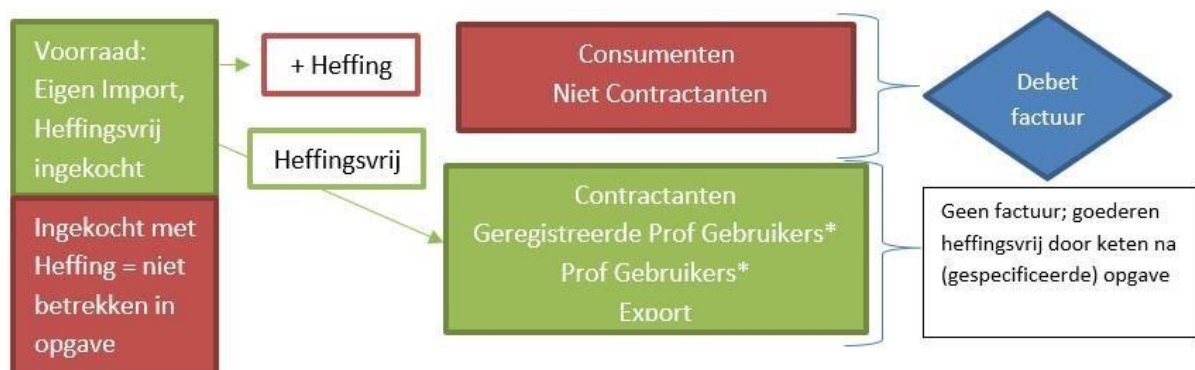 Voorraad:
Eigen Import,
Heffingsvrij
ingekocht
Ingekocht met
Heffing = niet
betrekken in
opgave
+ Heffing
Heffingsvrij
Consumenten
Niet Contractanten
Contractanten
Geregistreerde Prof Gebruikers*
Prof Gebruikers*
Export
Debet
factuur
Geen factuur; goederen
heffingsvrij door keten na
(gespecificeerde) opgave